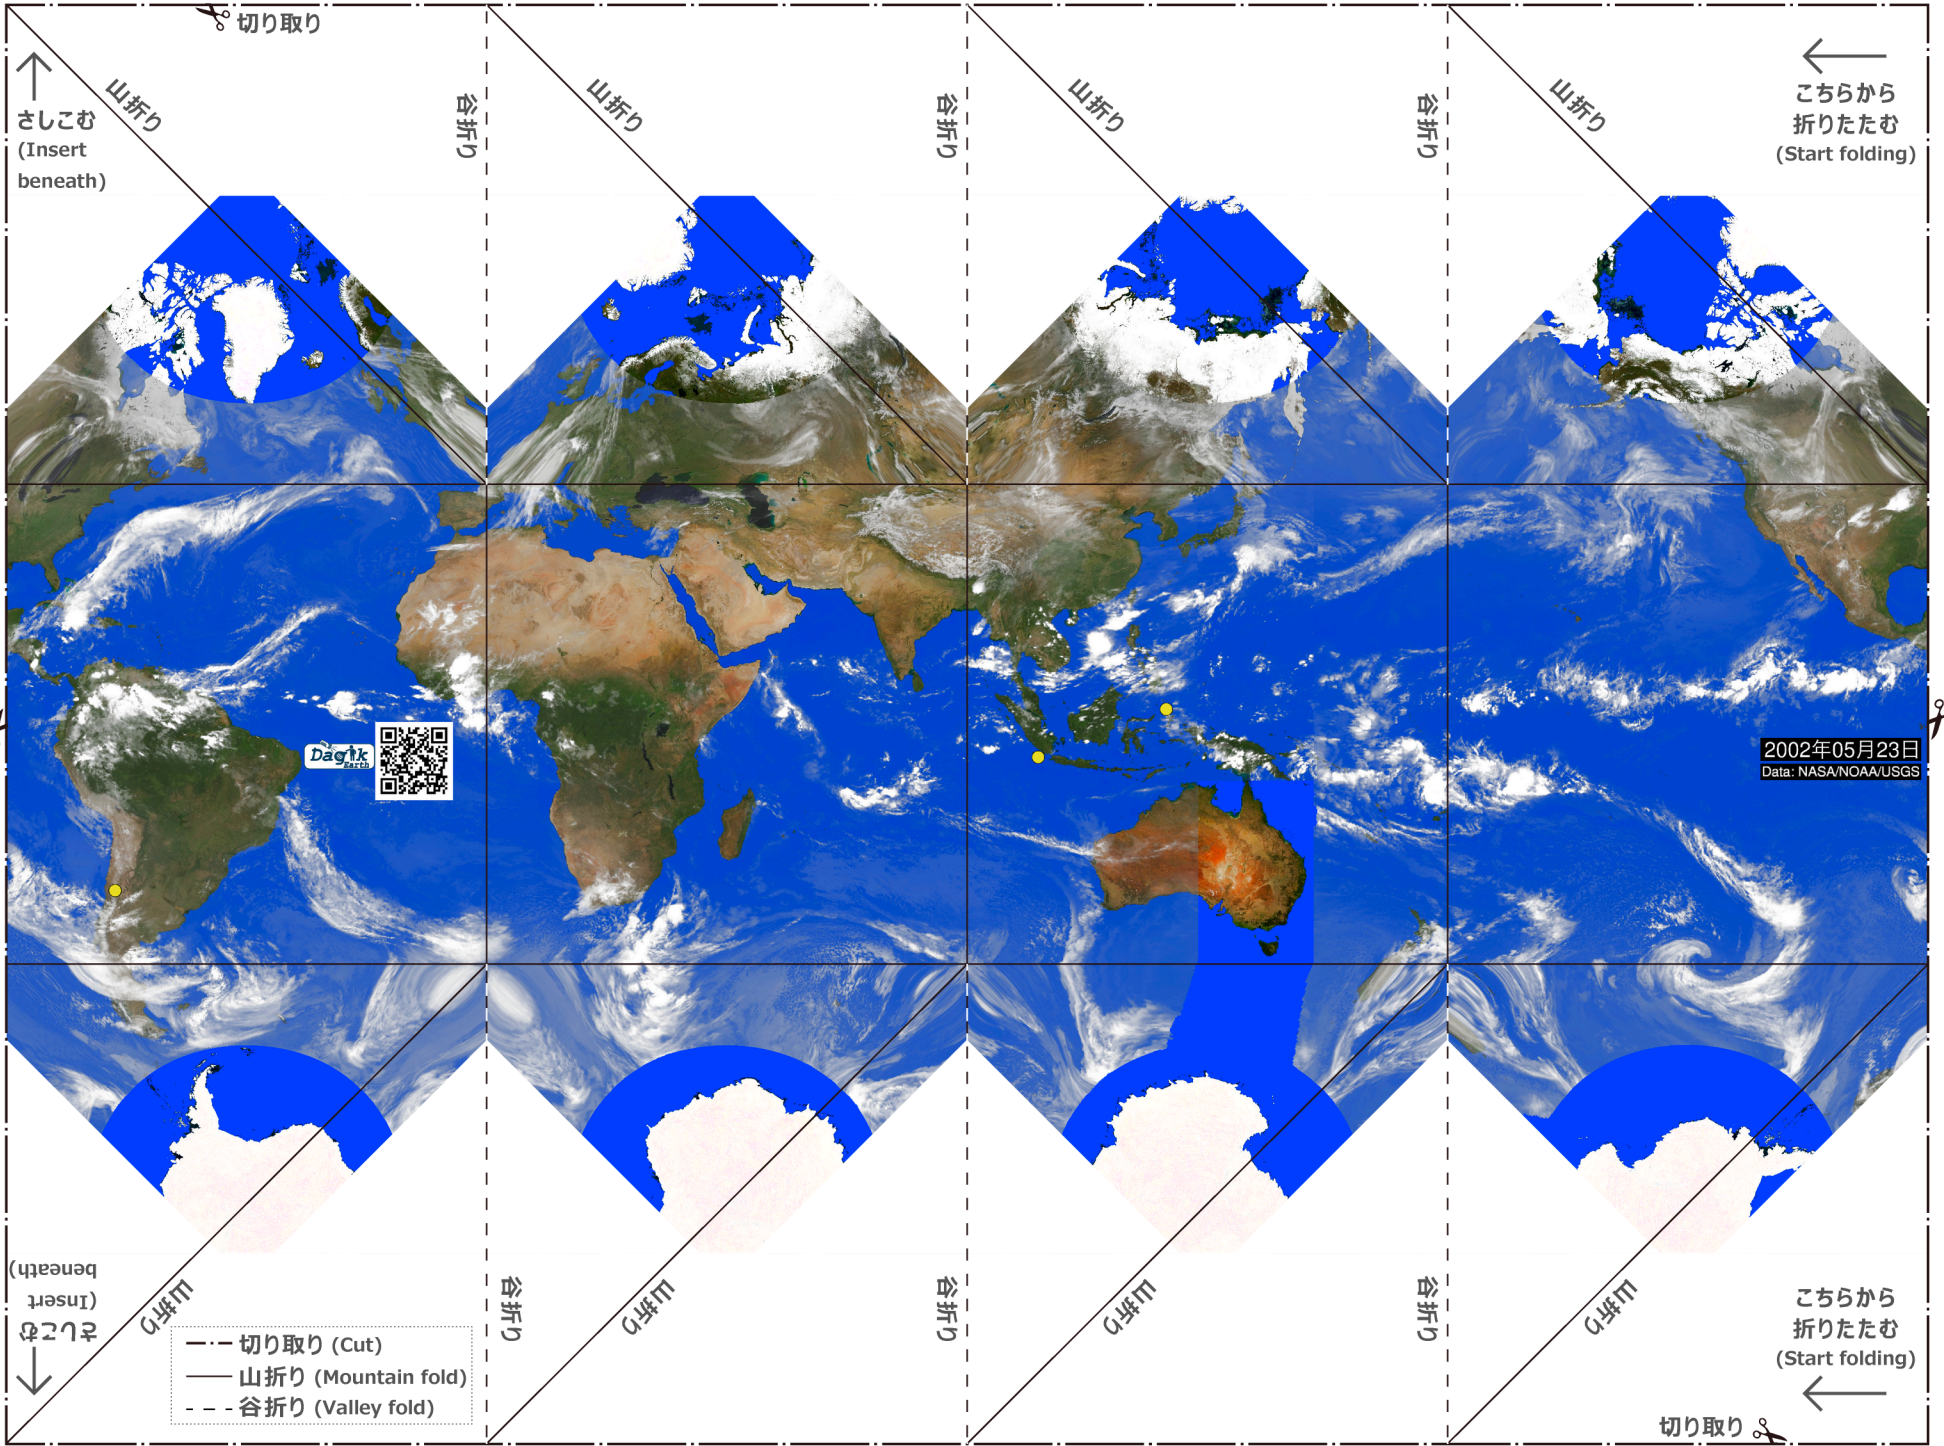 切り取り
山折り
谷折り
山折り
谷折り
山折り
谷折り
山折り
さしこむ
(Insert
beneath)
こちらから
折りたたむ
(Start folding)
Dagik
Earth
2002年05月23日
Data: NASA/NOAA/USGS
さしこむ
(Insert
beneath)
山折り
谷折り
山折り
谷折り
山折り
谷折り
山折り
こちらから
折りたたむ
(Start folding)
切り取り (Cut)
山折り (Mountain fold)
谷折り (Valley fold)
切り取り